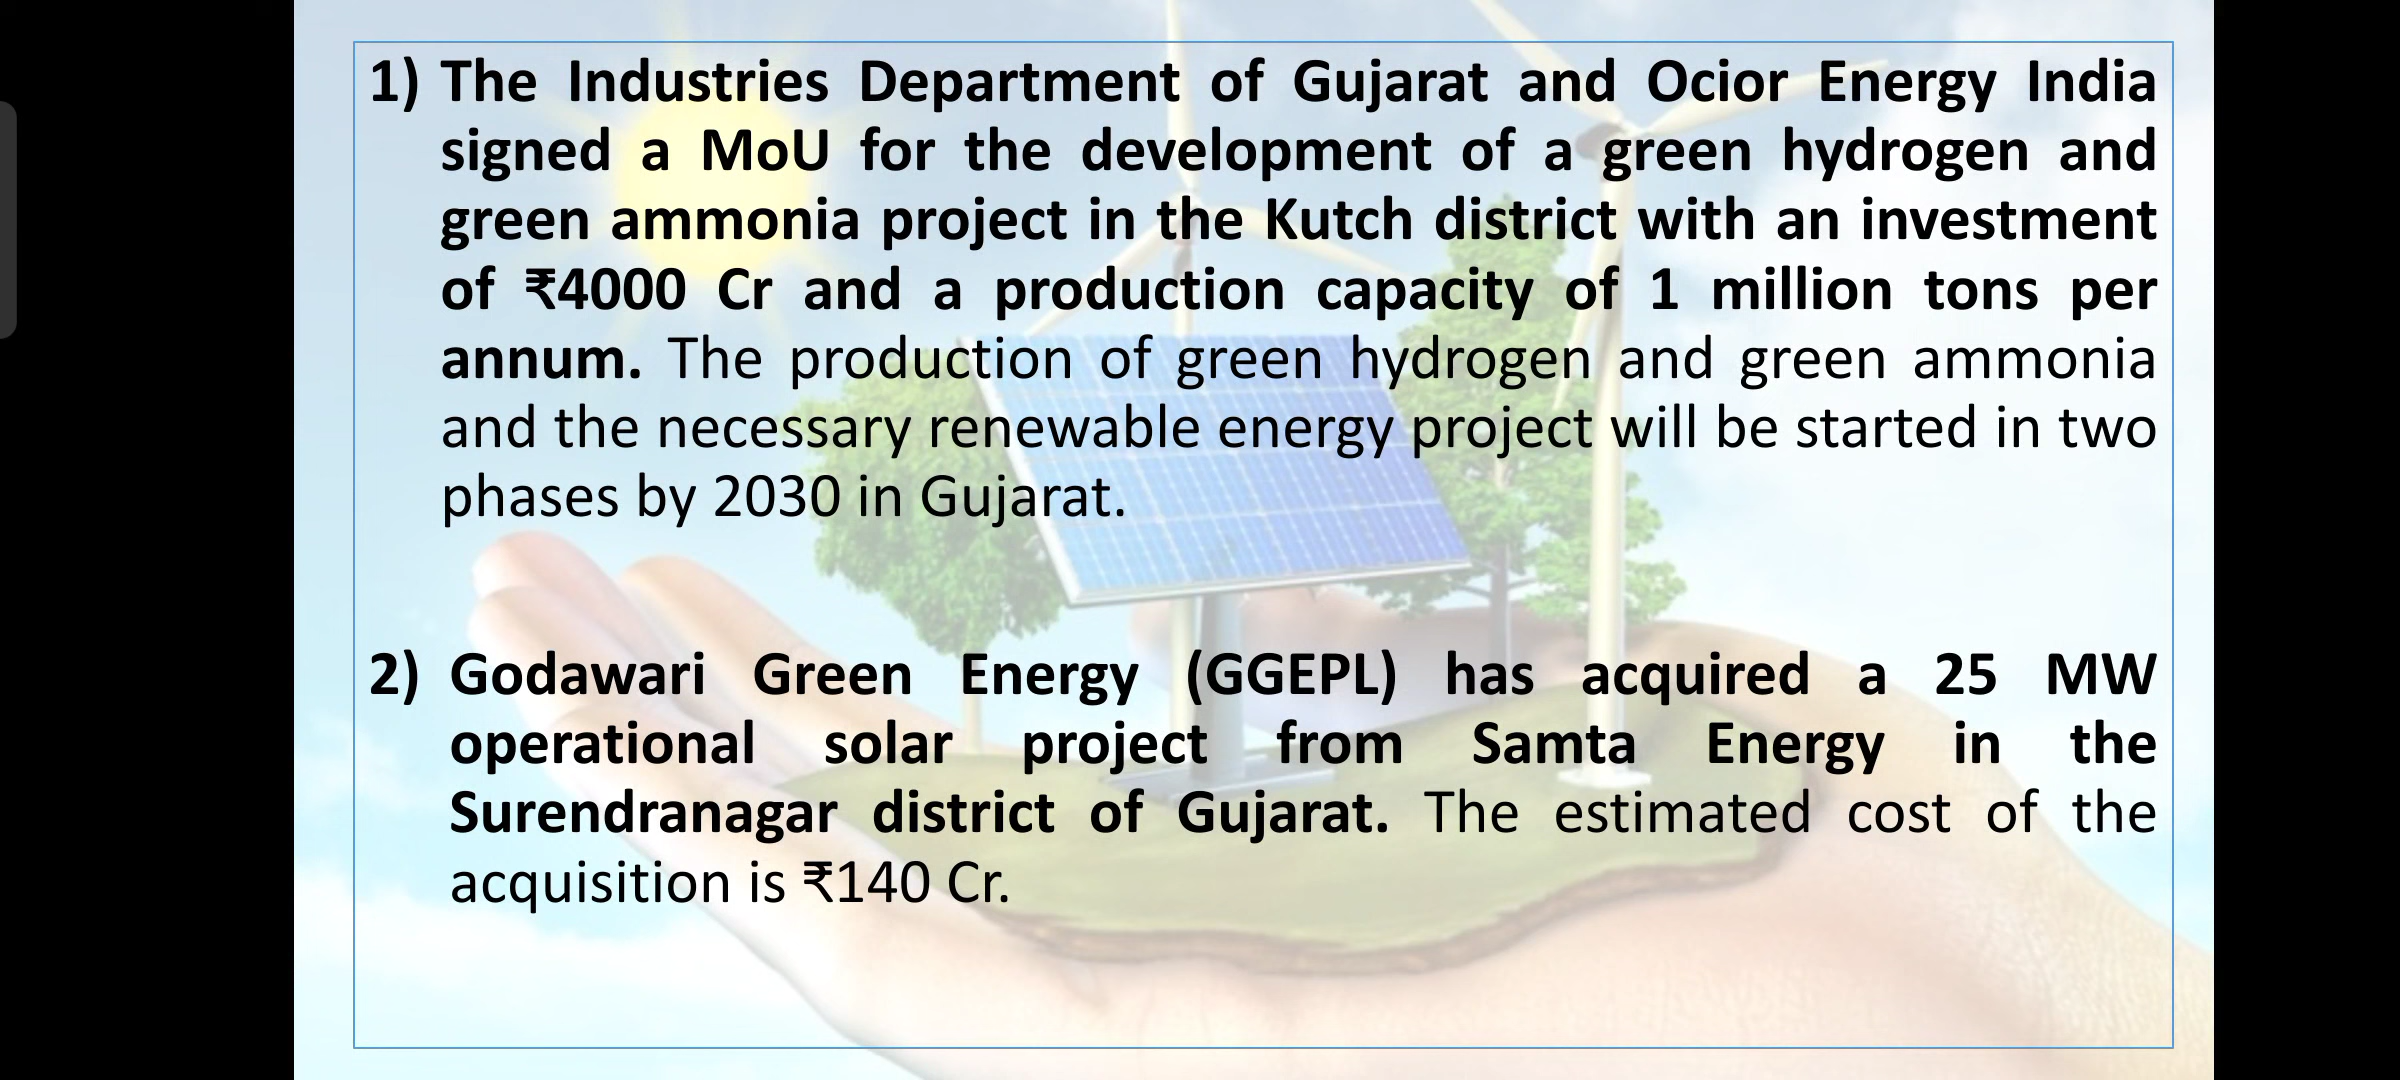 1) The Industries Department of Gujarat and Ocior Energy India
signed a MoU for the development of a green hydrogen and
green ammonia project in the Kutch district with an investment
of ₹4000 Cr and a production capacity of 1 million tons per
annum. The production of green hydrogen and green ammonia
and the necessary renewable energy project will be started in two
phases by 2030 in Gujarat.
2) Godawari Green Energy (GGEPL) has acquired a 25 MW
operational solar project from Samta Energy in the
Surendranagar district of Gujarat. The estimated cost of the
acquisition is ₹140 Cr.